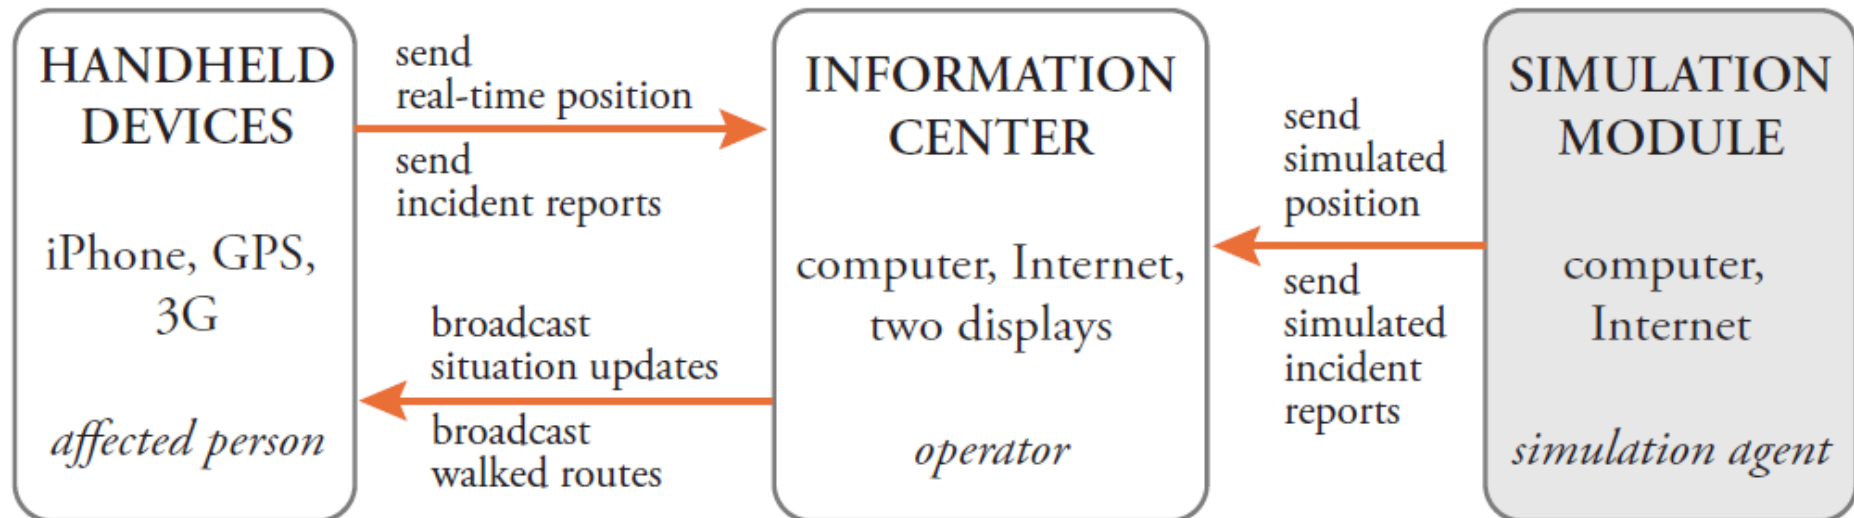 HANDHELD
DEVICES
iPhone, GPS,
3G
affected person
send
real-time position
send
incident reports
broadcast
situation updates
broadcast
walked routes
INFORMATION
CENTER
computer, Internet,
two displays
operator
send
simulated
position
send
simulated
incident
reports
SIMULATION
MODULE
computer,
Internet
simulation agent